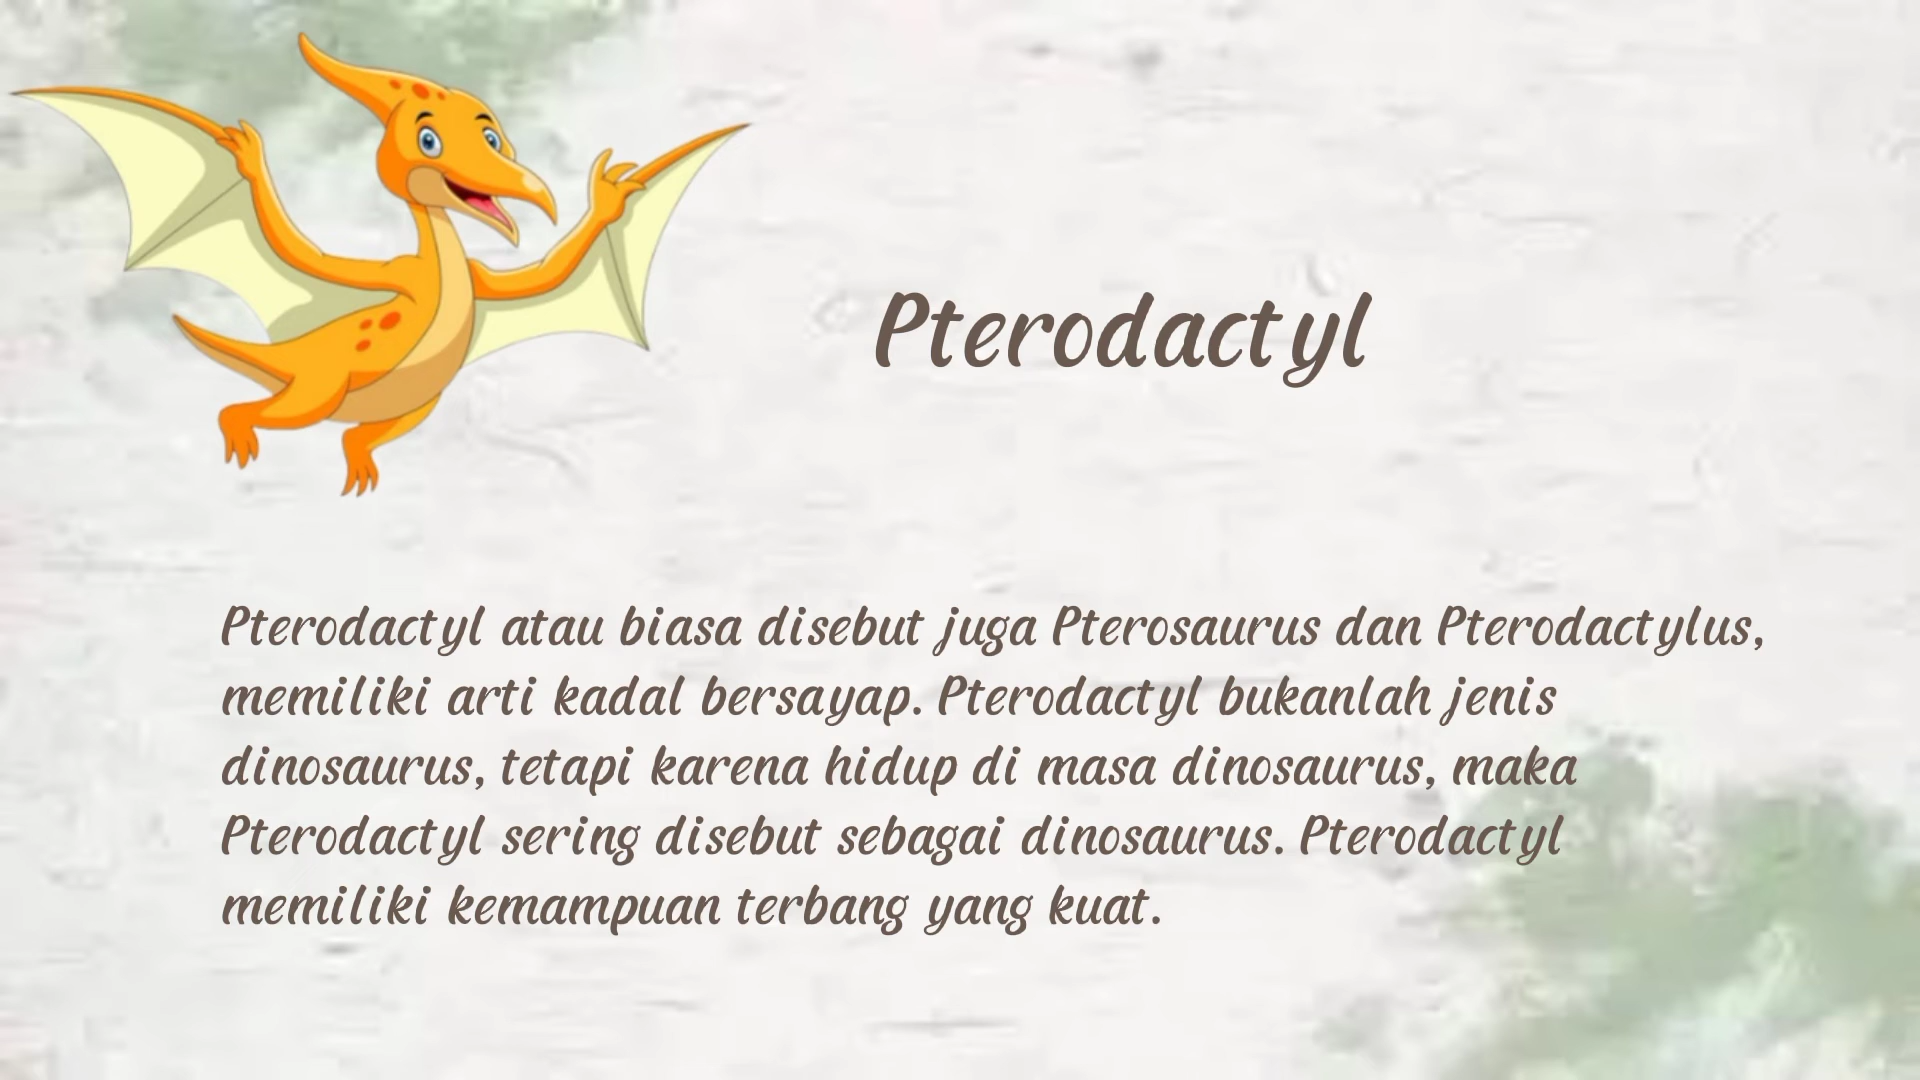 Pterodactyl
Pterodactyl atau biasa disebut juga Pterosaurus dan Pterodactylus,
memiliki arti kadal bersayap. Pterodactyl bukanlah jenis
dinosaurus, tetapi karena hidup di masa dinosaurus, maka
Pterodactyl sering disebut sebagai dinosaurus. Pterodactyl
memiliki kemampuan terbang yang kuat.